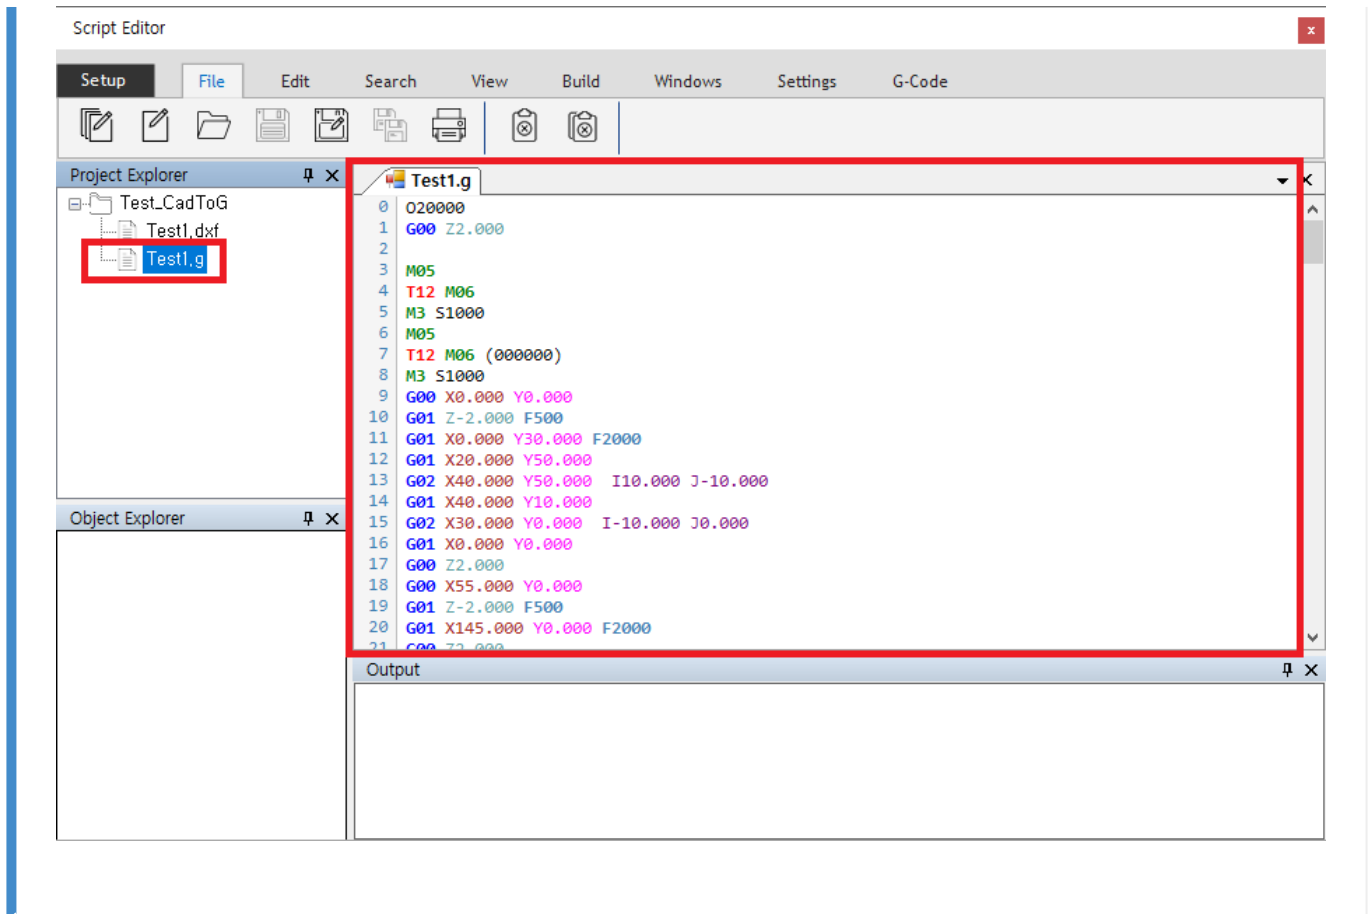 Script Editor
x
Setup File Edit Search View Build Windows Settings G-Code
Project Explorer
Test_CadToG
Test1.dxf
Test1.g
Object Explorer
Test1.g
0 O20000
1 G00 Z2.000
2
3 M05
4 T12 M06
5 M3 S1000
6 M05
7 T12 M06 (000000)
8 M3 S1000
9 G00 X0.000 Y0.000
10 G01 Z-2.000 F500
11 G01 X0.000 Y30.000 F2000
12 G01 X20.000 Y50.000
13 G02 X40.000 Y50.000  I10.000 J-10.000
14 G01 X40.000 Y10.000
15 G02 X30.000 Y0.000  I-10.000 J0.000
16 G01 X0.000 Y0.000
17 G00 Z2.000
18 G00 X55.000 Y0.000
19 G01 Z-2.000 F500
20 G01 X145.000 Y0.000 F2000
21 G00 Z2.000
Output